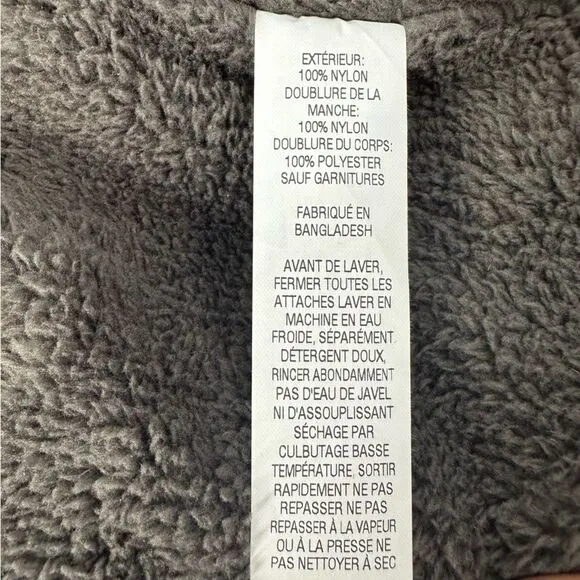 EXTÉRIEUR:
100% NYLON
DOUBLURE DE LA
MANCHE:
100% NYLON
DOUBLURE DU CORPS:
100% POLYESTER
SAUF GARNITURES
FABRIQUÉ EN
BANGLADESH
AVANT DE LAVER,
FERMER TOUTES LES
ATTACHES LAVER EN
MACHINE EN EAU
FROIDE, SÉPARÉMENT
DÉTERGENT DOUX,
RINCER ABONDAMMENT
PAS D'EAU DE JAVEL
NI D'ASSOUPLISSANT
SÉCHAGE PAR
CULBUTAGE BASSE
TEMPÉRATURE, SORTIR
RAPIDEMENT NE PAS
REPASSER NE PAS
REPASSER À LA VAPEUR
OU À LA PRESSE NE
PAS NETTOYER À SEC